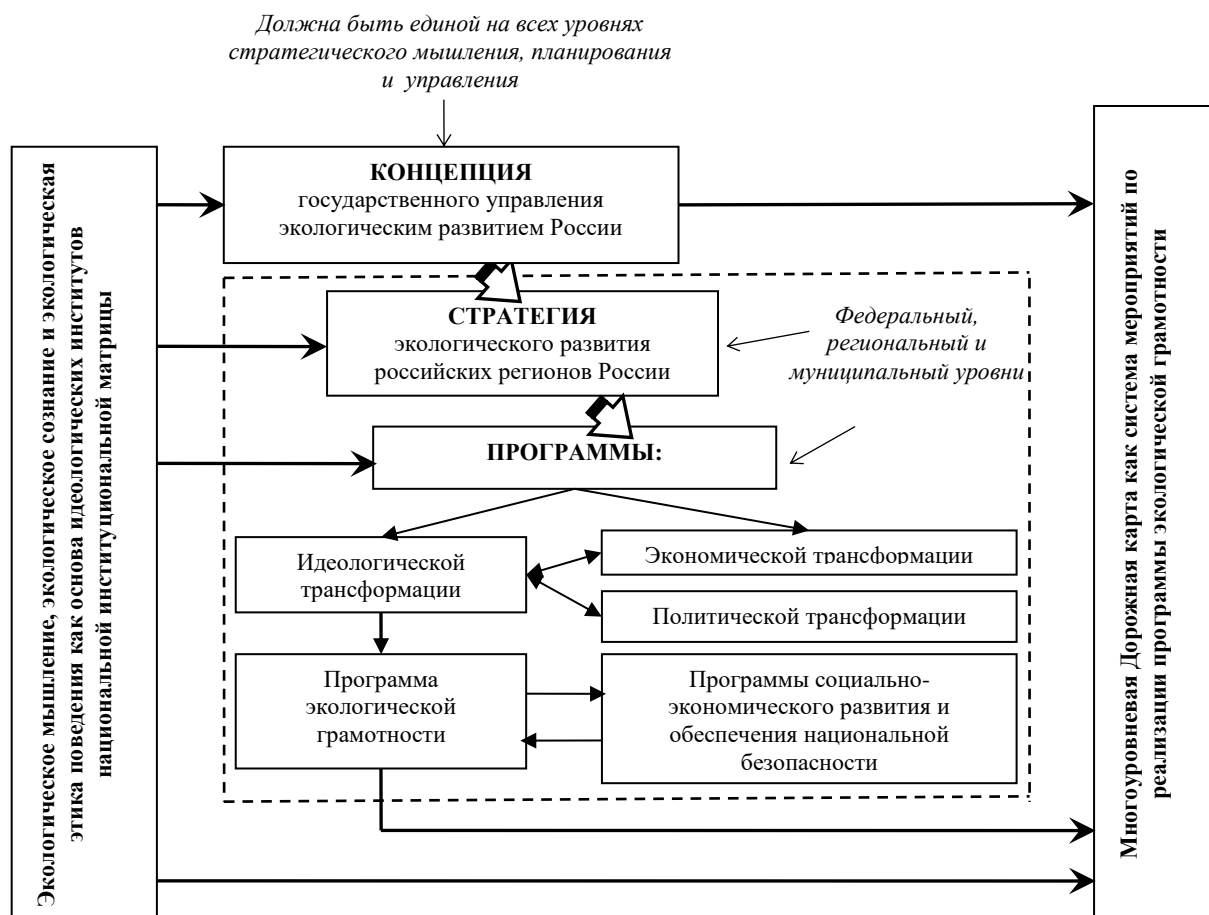 Должна быть единой на всех уровнях
стратегического мышления, планирования
и управления
Экологическое мышление, экологическое сознание и экологическая
этика поведения как основа идеологических институтов
национальной институциональной матрицы
КОНЦЕПЦИЯ
государственного управления
экологическим развитием России
СТРАТЕГИЯ
экологического развития
российских регионов России
Федеральный,
региональный и
муниципальный уровни
ПРОГРАММЫ:
Идеологической
трансформации
Экономической трансформации
Политической трансформации
Программа
экологической
грамотности
Программы социально-
экономического развития и
обеспечения национальной
безопасности
Многоуровневая Дорожная карта как система мероприятий по
реализации программы экологической грамотности